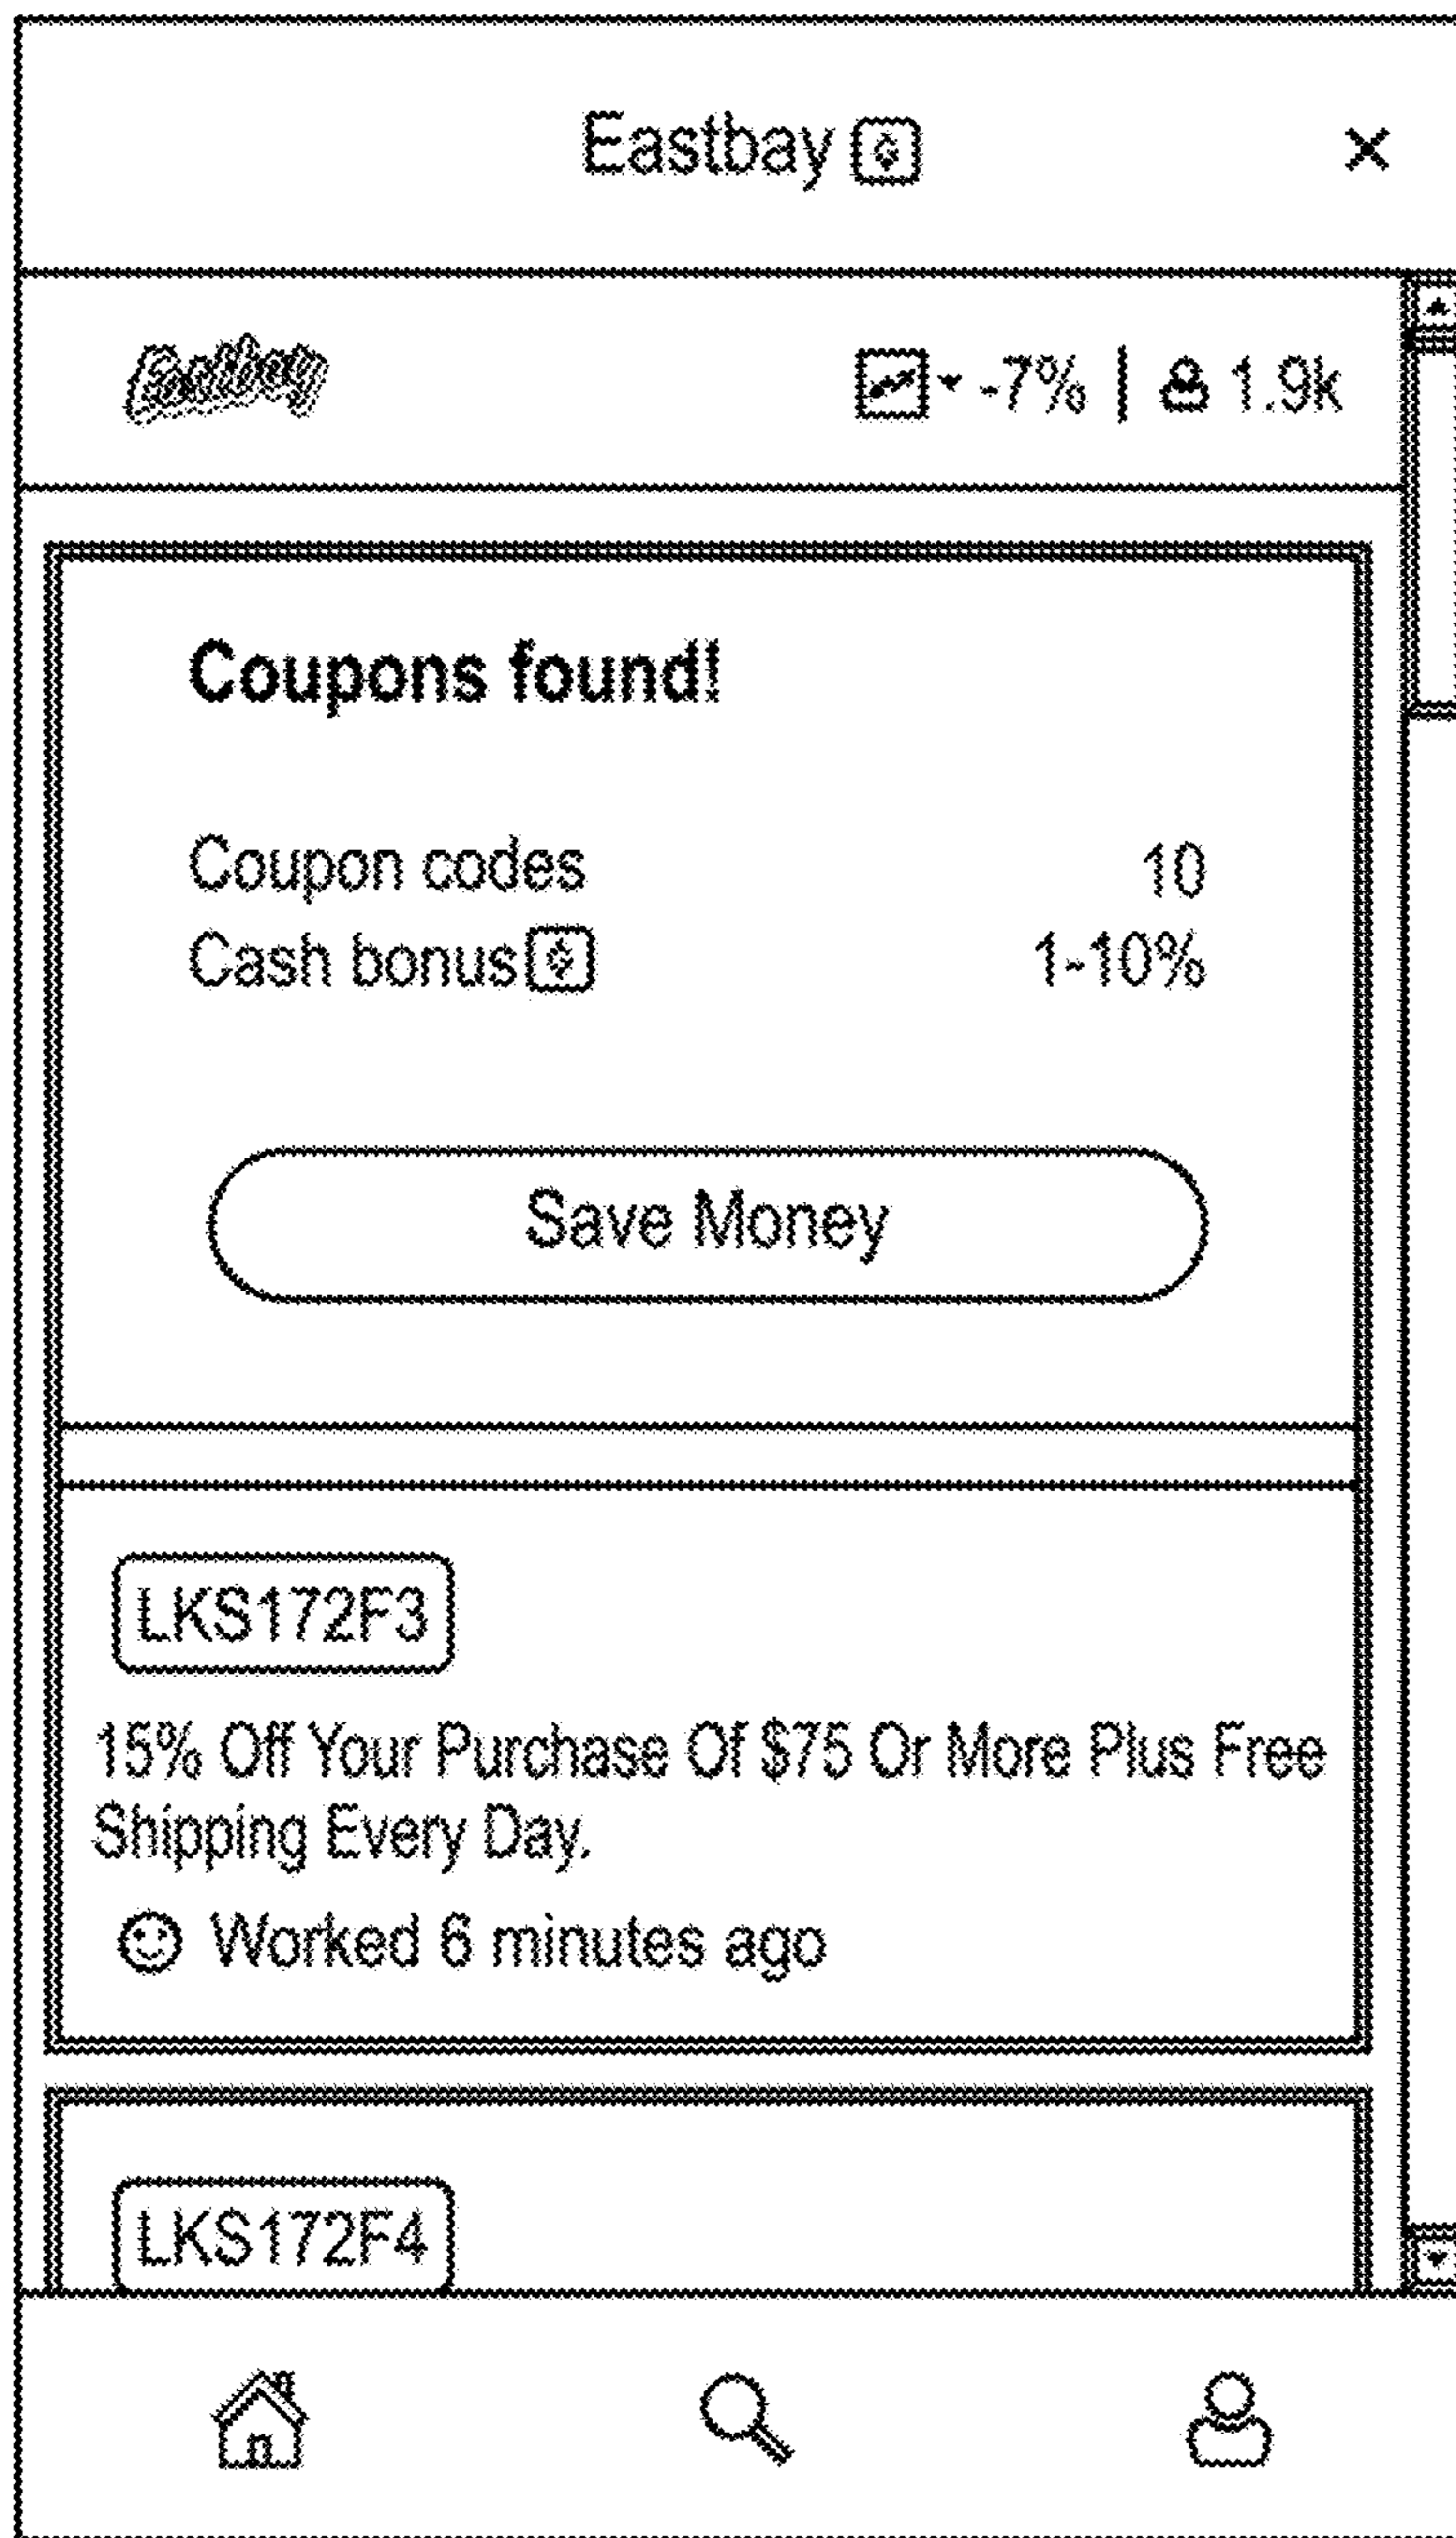 Eastbay
×
Eastbay
-7% | 1.9k
Coupons found!
Coupon codes 10
Cash bonus 1-10%
Save Money
LKS172F3
15% Off Your Purchase Of $75 Or More Plus Free
Shipping Every Day.
Worked 6 minutes ago
LKS172F4